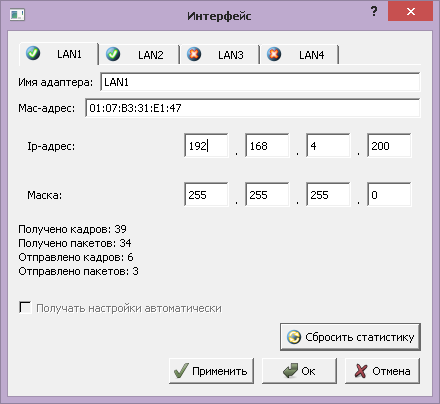 Интерфейс
LAN1 LAN2 LAN3 LAN4
Имя адаптера: LAN1
Mac-адрес: 01:07:B3:31:E1:47
Ip-адрес: 192 . 168 . 4 . 200
Маска: 255 . 255 . 255 . 0
Получено кадров: 39
Получено пакетов: 34
Отправлено кадров: 6
Отправлено пакетов: 3
Получать настройки автоматически
Сбросить статистику
Применить Ок Отмена